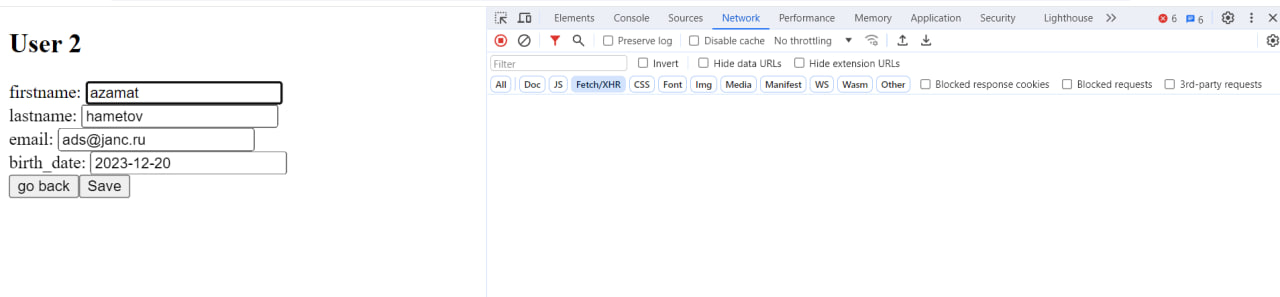 User 2
firstname: azamat
lastname: hametov
email: ads@janc.ru
birth_date: 2023-12-20
go back Save
Elements Console Sources Network Performance Memory Application Security Lighthouse 6 6
Preserve log Disable cache No throttling
Filter Invert Hide data URLs Hide extension URLs
All Doc JS Fetch/XHR CSS Font Img Media Manifest WS Wasm Other Blocked response cookies Blocked requests 3rd-party requests